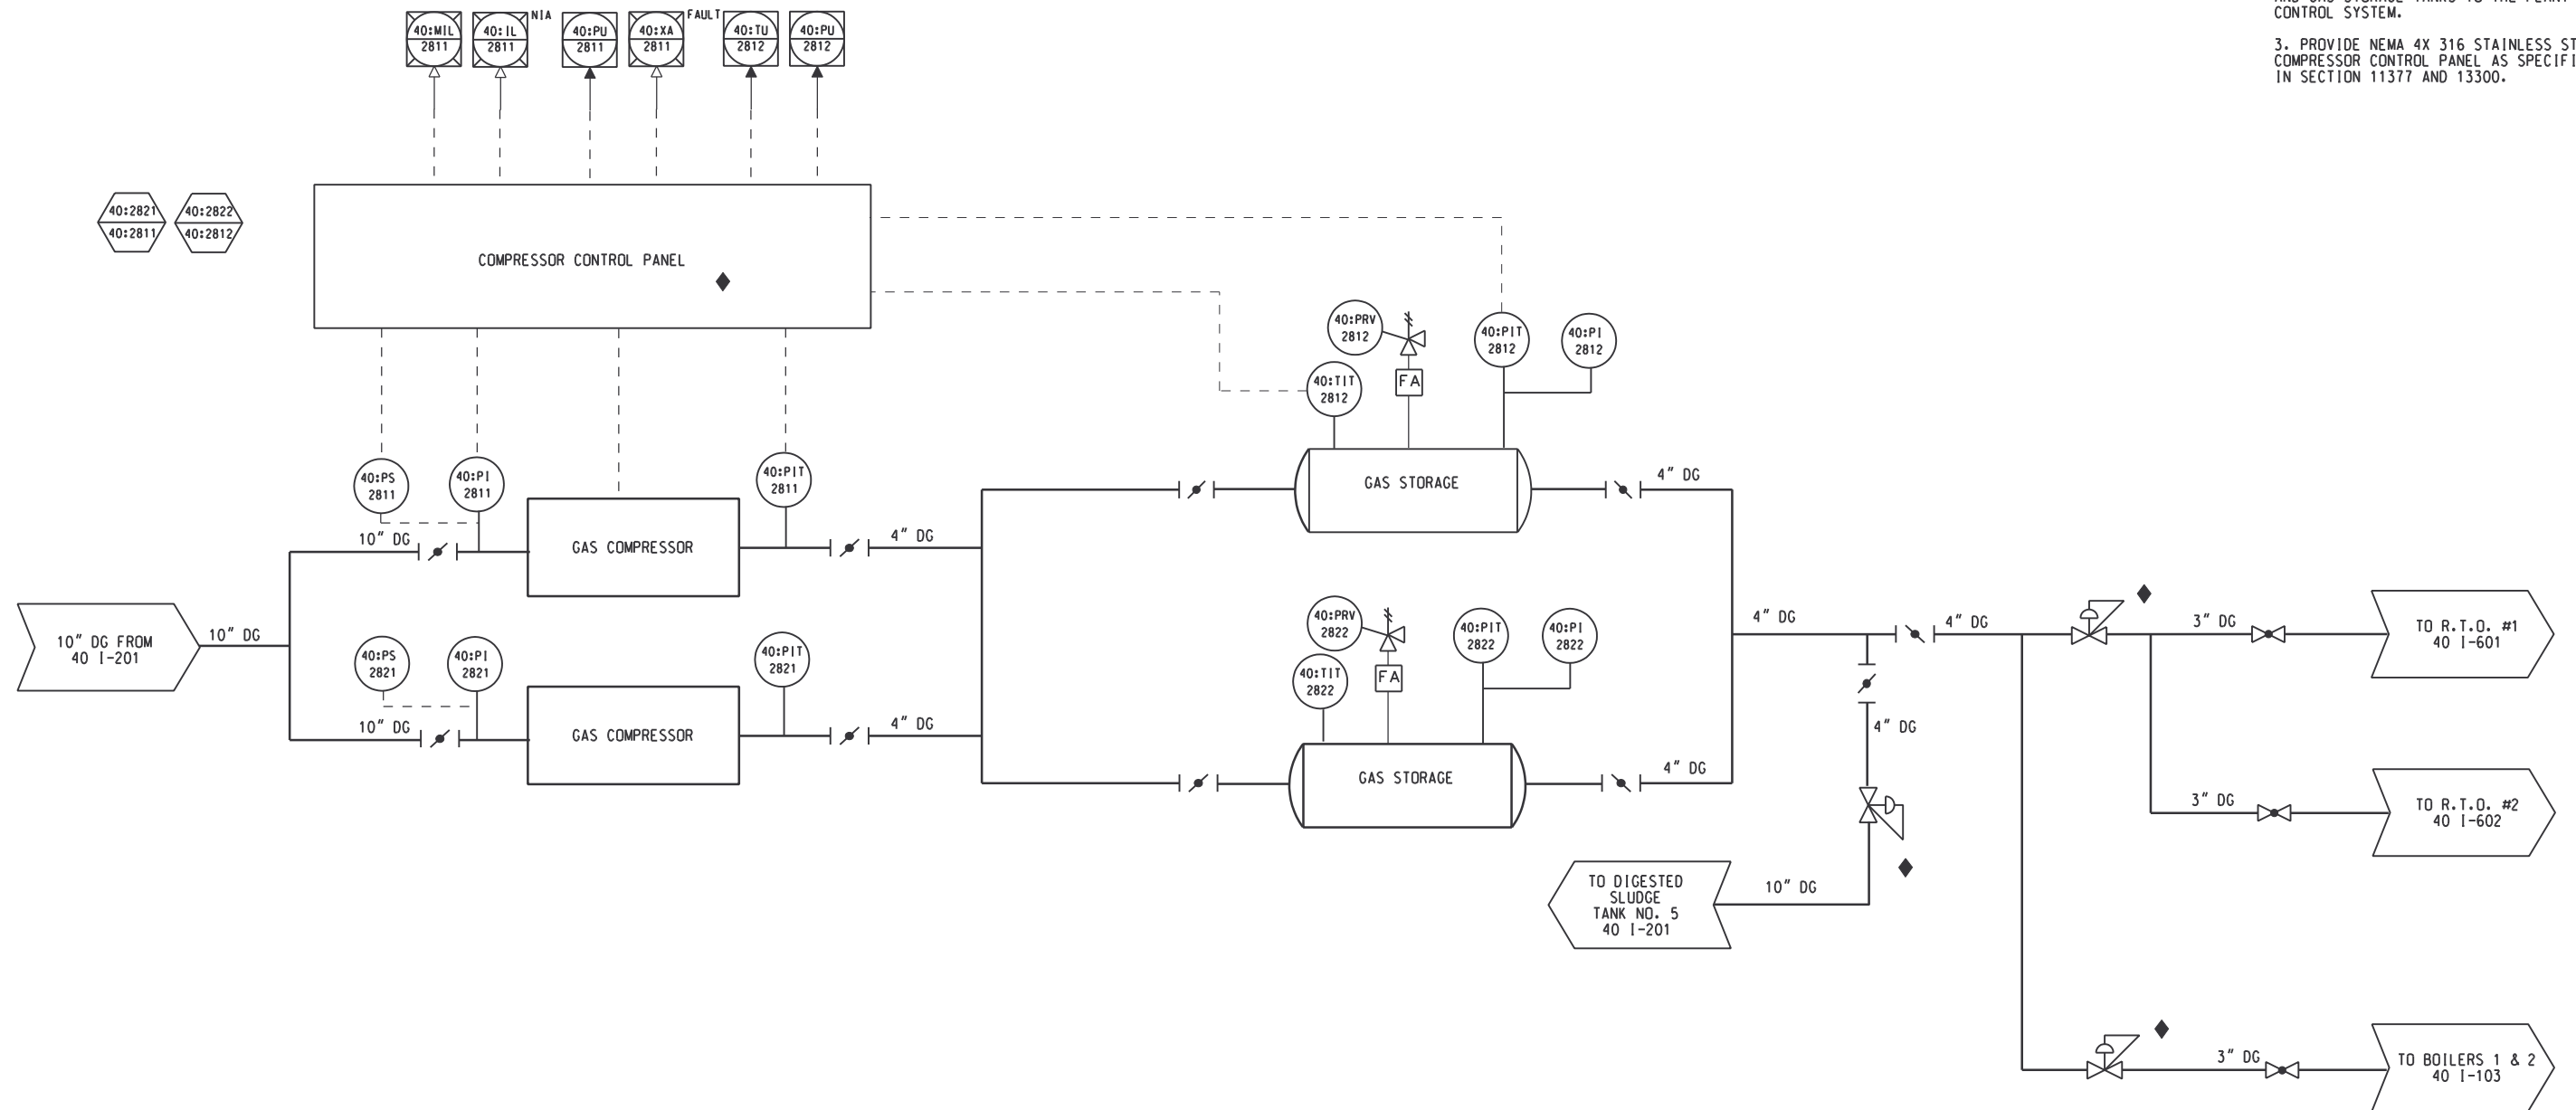 CONTROL SYSTEM.
3. PROVIDE NEMA 4X 316 STAINLESS ST
COMPRESSOR CONTROL PANEL AS SPECIFI
IN SECTION 11377 AND 13300.
40:MIL
2811
40:IL
2811
NIA
40:PU
2811
40:XA
2811
FAULT
40:TU
2812
40:PU
2812
40:2821
40:2811
40:2822
40:2812
COMPRESSOR CONTROL PANEL
40:PRV
2812
FA
40:TIT
2812
40:PIT
2812
40:PI
2812
40:PS
2811
40:PI
2811
40:PIT
2811
10" DG
GAS COMPRESSOR
4" DG
GAS STORAGE
4" DG
10" DG FROM
40 I-201
10" DG
40:PS
2821
40:PI
2821
40:PIT
2821
10" DG
GAS COMPRESSOR
4" DG
40:PRV
2822
FA
40:TIT
2822
40:PIT
2822
40:PI
2822
GAS STORAGE
4" DG
4" DG
4" DG
4" DG
3" DG
TO R.T.O. #1
40 I-601
3" DG
TO R.T.O. #2
40 I-602
10" DG
TO DIGESTED
SLUDGE
TANK NO. 5
40 I-201
3" DG
TO BOILERS 1 & 2
40 I-103